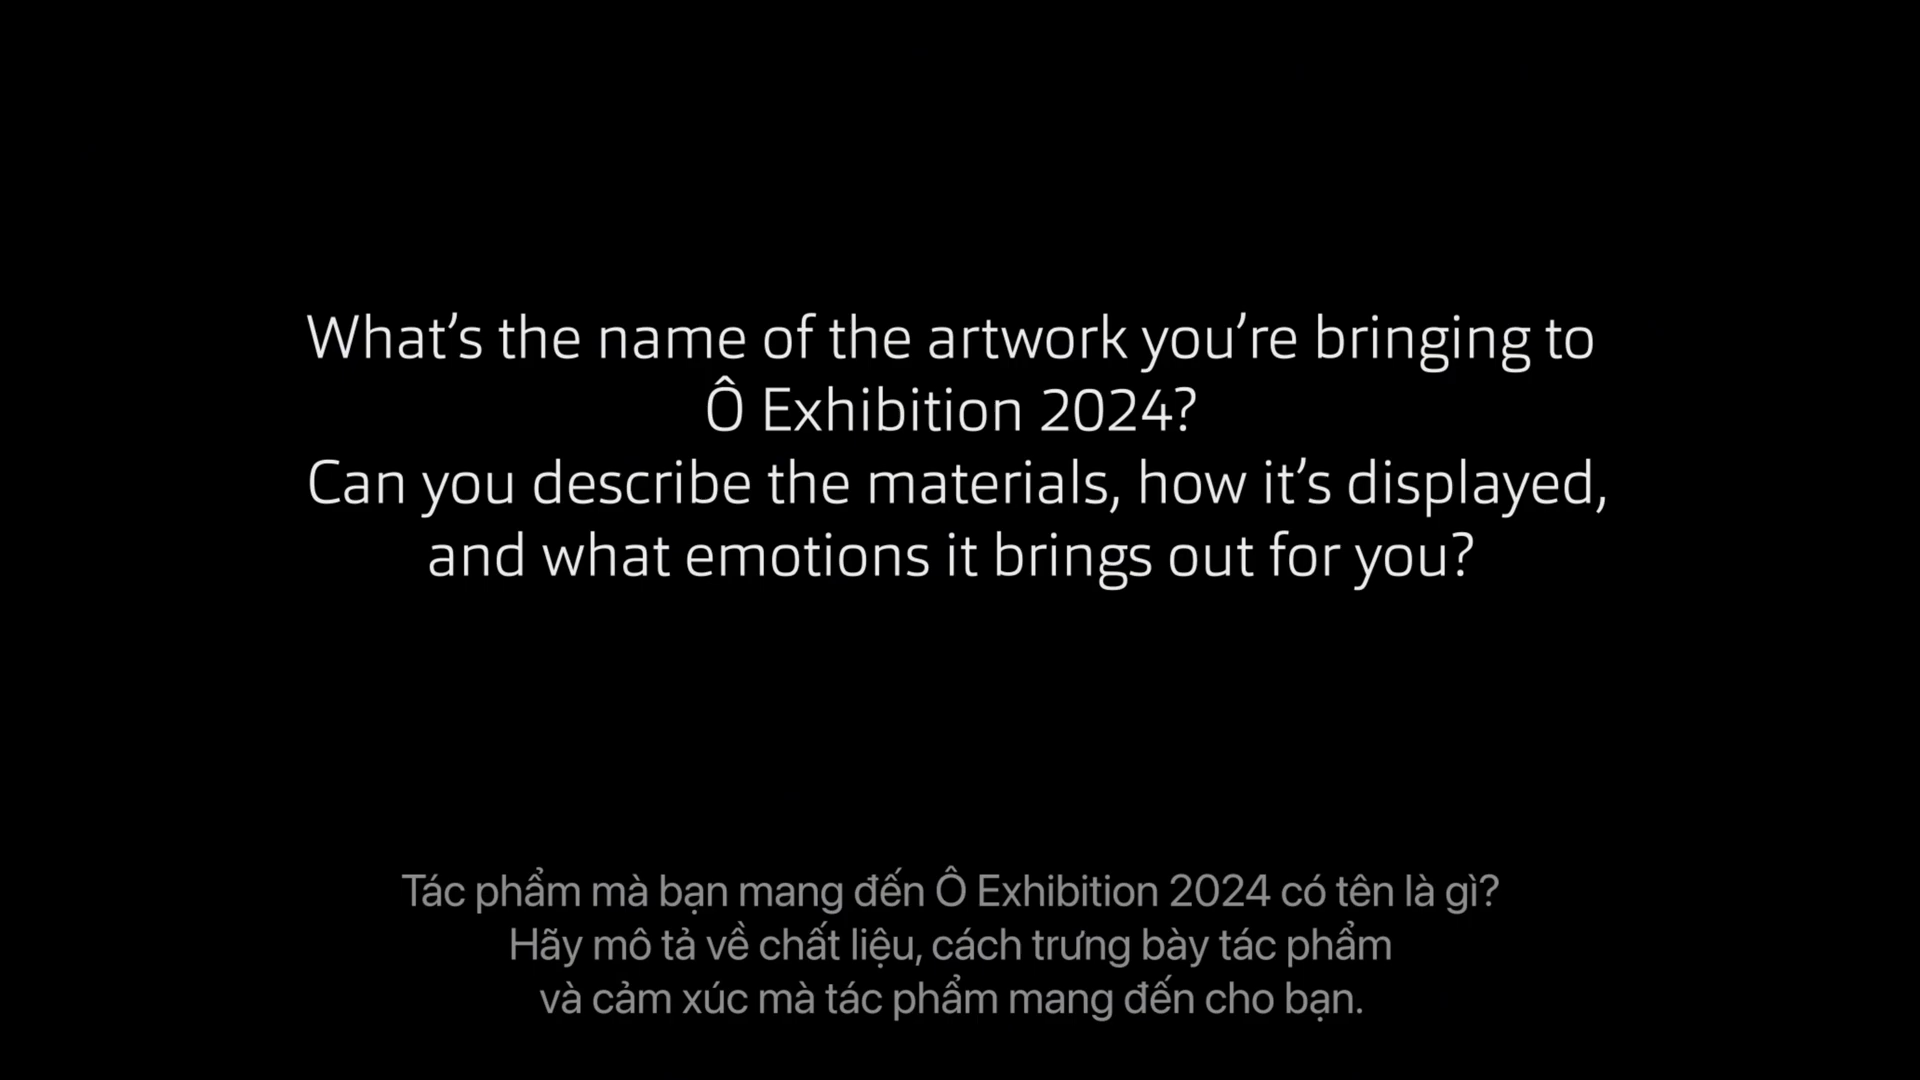 What’s the name of the artwork you’re bringing to
Ô Exhibition 2024?
Can you describe the materials, how it’s displayed,
and what emotions it brings out for you?
Tác phẩm mà bạn mang đến Ô Exhibition 2024 có tên là gì?
Hãy mô tả về chất liệu, cách trưng bày tác phẩm
và cảm xúc mà tác phẩm mang đến cho bạn.